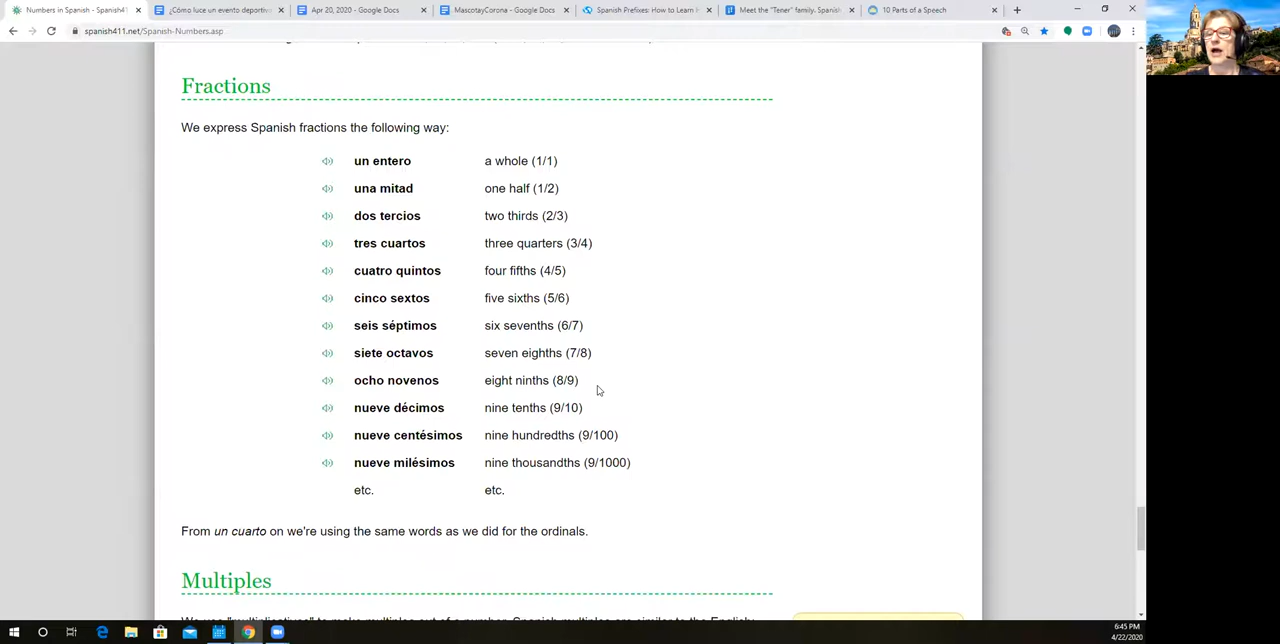 Numbers in Spanish - Spanish411
¿Cómo luce un evento deportiv
Apr 20, 2020 - Google Docs
MascotayCorona - Google Docs
Spanish Prefixes: How to Learn
Meet the "Tener" family. Spanish
10 Parts of a Speech
spanish411.net/Spanish-Numbers.asp
Fractions
We express Spanish fractions the following way:
un entero a whole (1/1)
una mitad one half (1/2)
dos tercios two thirds (2/3)
tres cuartos three quarters (3/4)
cuatro quintos four fifths (4/5)
cinco sextos five sixths (5/6)
seis séptimos six sevenths (6/7)
siete octavos seven eighths (7/8)
ocho novenos eight ninths (8/9)
nueve décimos nine tenths (9/10)
nueve centésimos nine hundredths (9/100)
nueve milésimos nine thousandths (9/1000)
etc. etc.
From un cuarto on we're using the same words as we did for the ordinals.
Multiples
6:45 PM
4/22/2020